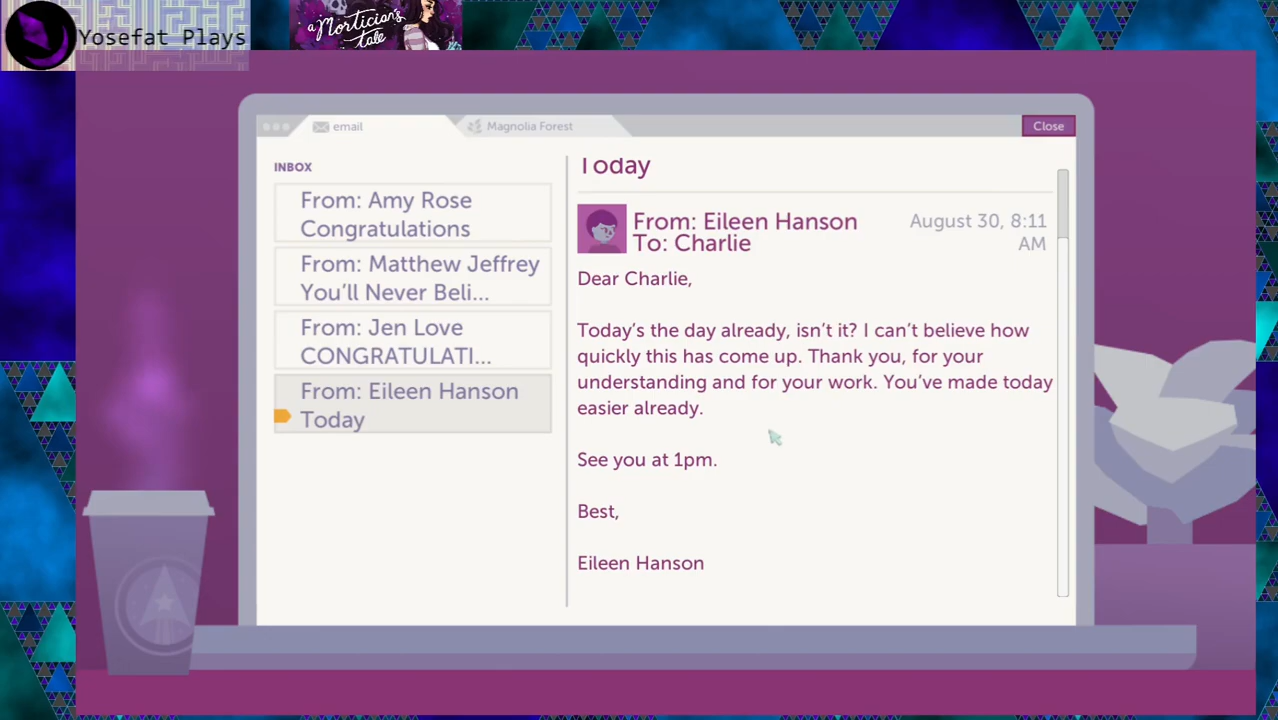 Yosefat Plays
a Mortician's
tale
email
Magnolia Forest
Close
INBOX
From: Amy Rose
Congratulations
From: Matthew Jeffrey
You'll Never Beli...
From: Jen Love
CONGRATULATI...
From: Eileen Hanson
Today
Today
From: Eileen Hanson
To: Charlie
August 30, 8:11
AM
Dear Charlie,
Today's the day already, isn't it? I can't believe how
quickly this has come up. Thank you, for your
understanding and for your work. You've made today
easier already.
See you at 1pm.
Best,
Eileen Hanson